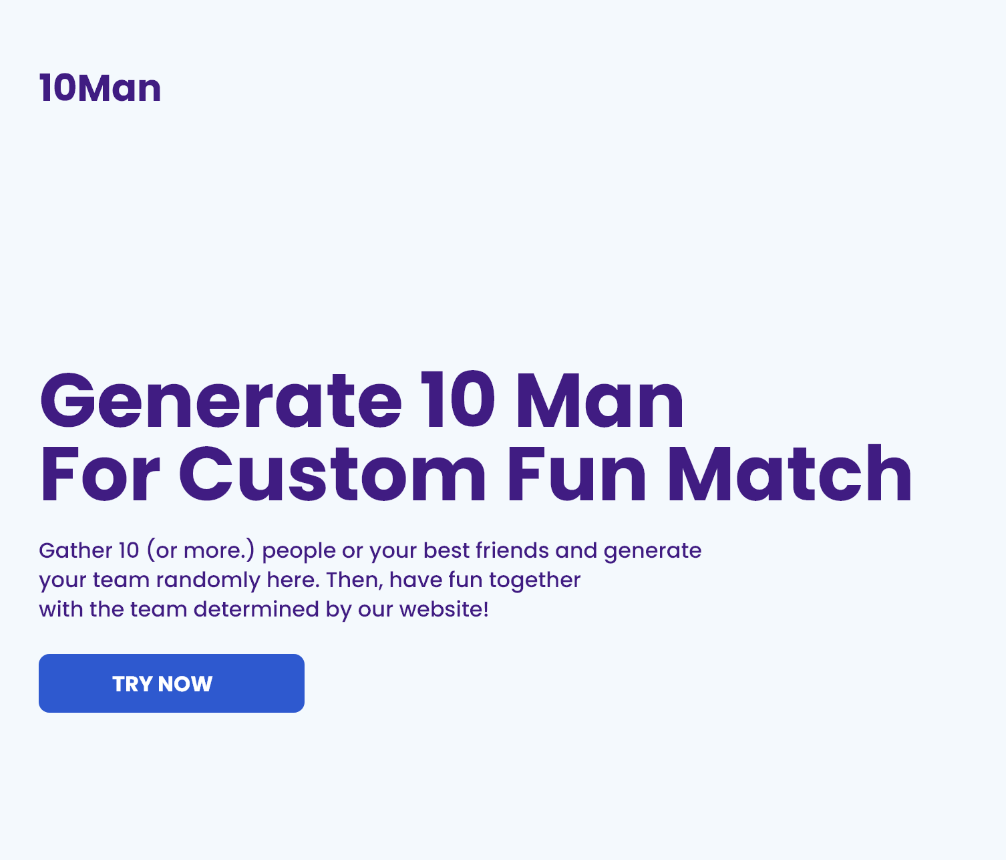 10Man
Generate 10 Man
For Custom Fun Match
Gather 10 (or more.) people or your best friends and generate
your team randomly here. Then, have fun together
with the team determined by our website!
TRY NOW